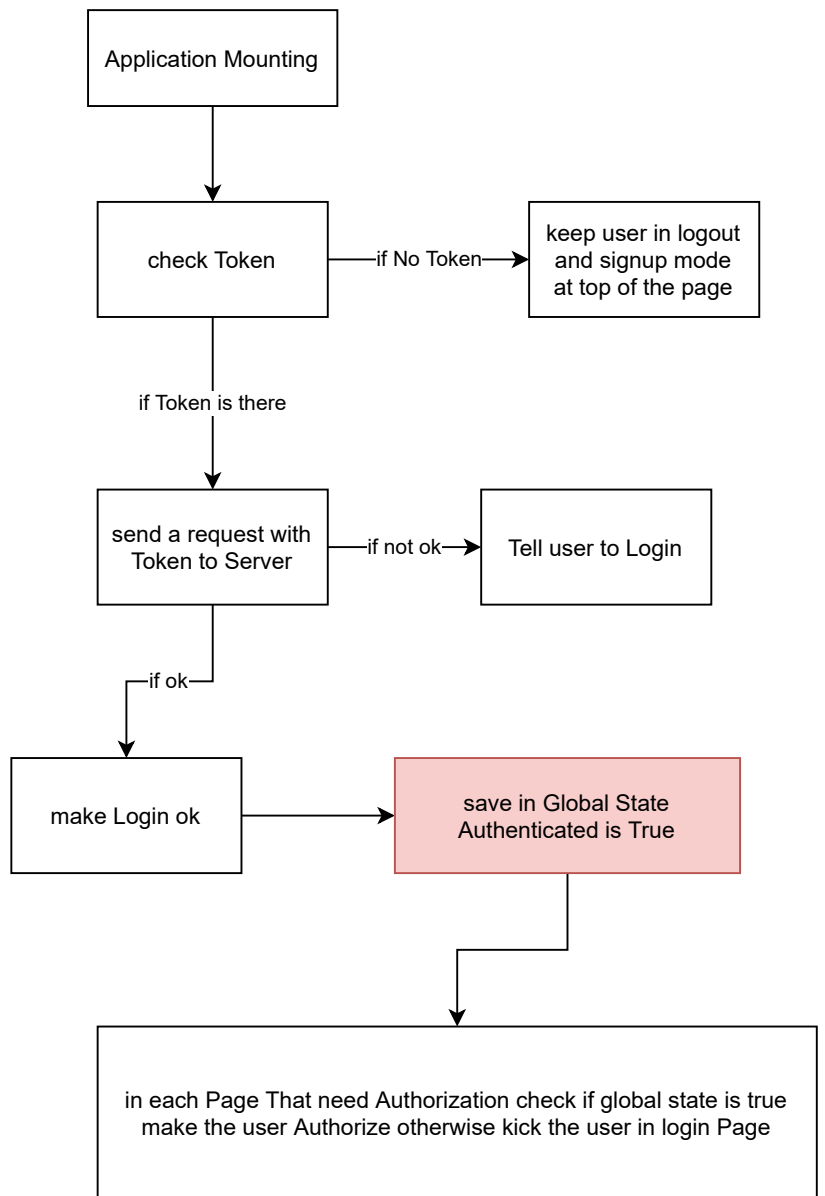 Application Mounting
check Token
if No Token
keep user in logout
and signup mode
at top of the page
if Token is there
send a request with
Token to Server
if not ok
Tell user to Login
if ok
make Login ok
save in Global State
Authenticated is True
in each Page That need Authorization check if global state is true
make the user Authorize otherwise kick the user in login Page